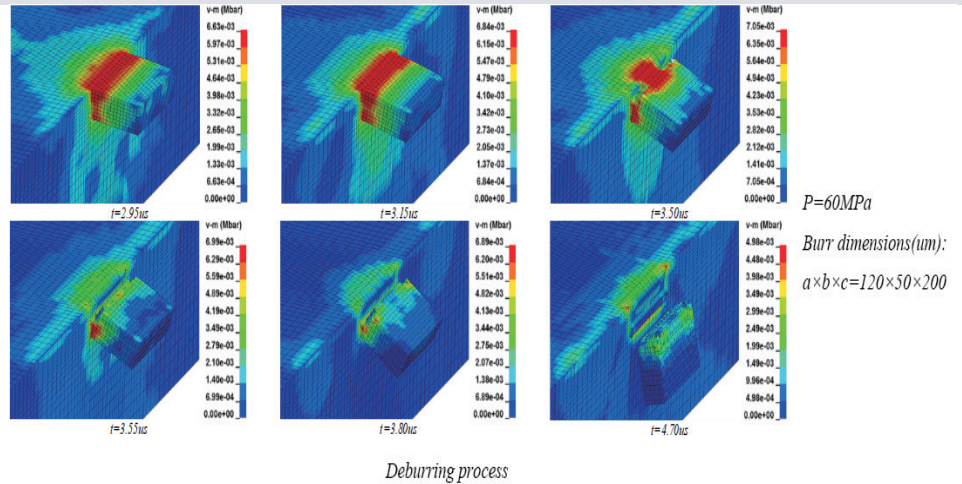 v-m (Mbar)
6.63e-03
5.97e-03
5.31e-03
4.64e-03
3.98e-03
3.32e-03
2.65e-03
1.99e-03
1.33e-03
6.63e-04
0.00e+00
t=2.95us
v-m (Mbar)
6.84e-03
6.15e-03
5.47e-03
4.79e-03
4.10e-03
3.42e-03
2.73e-03
2.05e-03
1.37e-03
6.84e-04
0.00e+00
t=3.15us
v-m (Mbar)
7.05e-03
6.35e-03
5.64e-03
4.93e-03
4.23e-03
3.53e-03
2.82e-03
2.12e-03
1.41e-03
7.05e-04
0.00e+00
t=3.50us
P=60MPa
Burr dimensions(um):
a×b×c=120×50×200
v-m (Mbar)
6.99e-03
6.29e-03
5.59e-03
4.89e-03
4.19e-03
3.49e-03
2.79e-03
2.10e-03
1.40e-03
6.99e-04
0.00e+00
t=3.55us
v-m (Mbar)
6.89e-03
6.20e-03
5.51e-03
4.82e-03
4.13e-03
3.44e-03
2.75e-03
2.07e-03
1.38e-03
6.89e-04
0.00e+00
t=3.80us
v-m (Mbar)
4.98e-03
4.48e-03
3.98e-03
3.49e-03
2.99e-03
2.49e-03
1.99e-03
1.49e-03
9.96e-04
4.98e-04
0.00e+00
t=4.70us
Deburring process